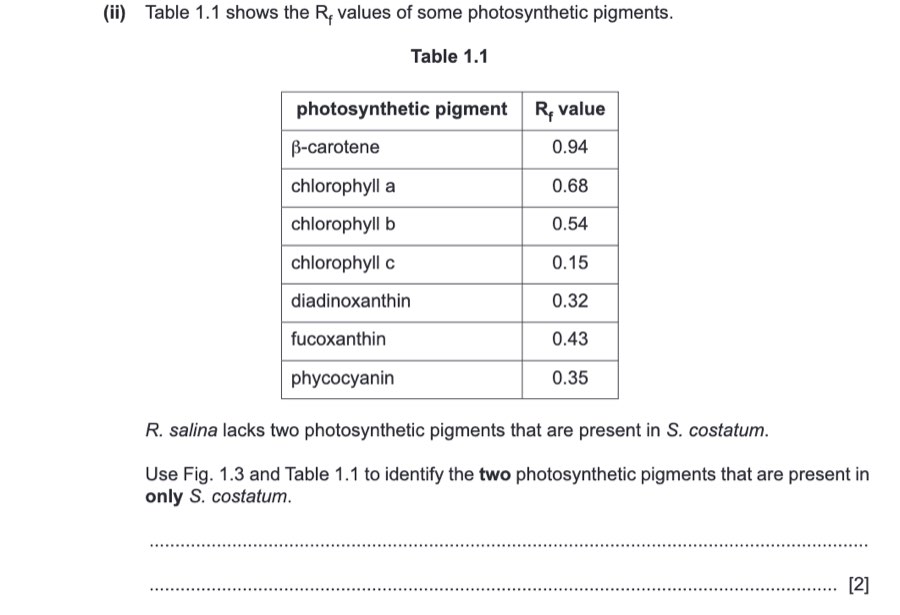 (ii) Table 1.1 shows the Rf values of some photosynthetic pigments.
Table 1.1
photosynthetic pigment Rf value
β-carotene 0.94
chlorophyll a 0.68
chlorophyll b 0.54
chlorophyll c 0.15
diadinoxanthin 0.32
fucoxanthin 0.43
phycocyanin 0.35
R. salina lacks two photosynthetic pigments that are present in S. costatum.
Use Fig. 1.3 and Table 1.1 to identify the two photosynthetic pigments that are present in
only S. costatum.
[2]